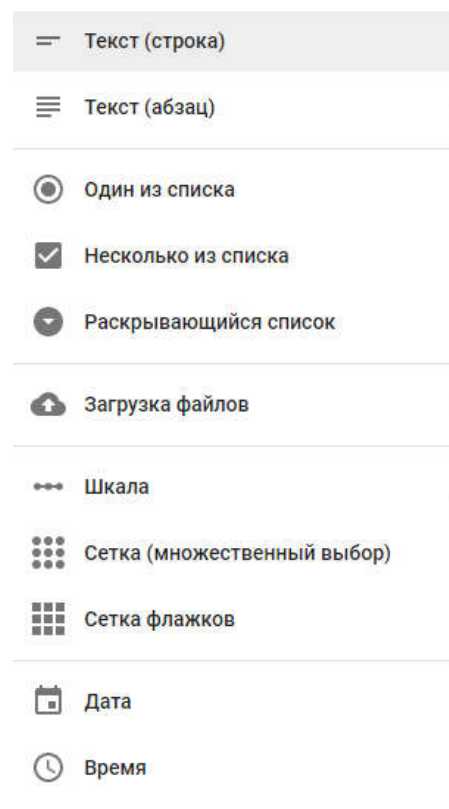 Текст (строка)
Текст (абзац)
Один из списка
Несколько из списка
Раскрывающийся список
Загрузка файлов
Шкала
Сетка (множественный выбор)
Сетка флажков
Дата
Время